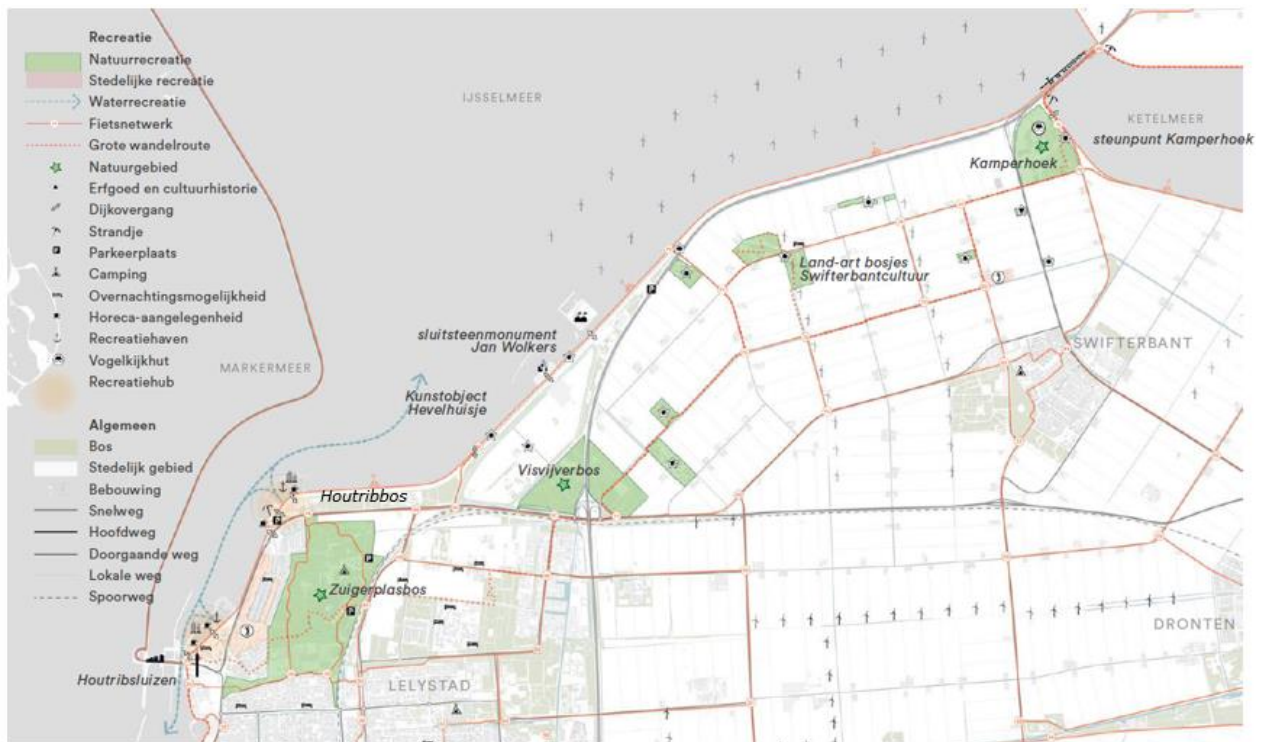 Recreatie
Natuurrecreatie
Stedelijke recreatie
Waterrecreatie
Fietsnetwerk
Grote wandelroute
Natuurgebied
Erfgoed en cultuurhistorie
Dijkovergang
Strandje
Parkeerplaats
Camping
Overnachtingsmogelijkheid
Horeca-aangelegenheid
Recreatiehaven
Vogelkijkhut
Recreatiehub
Algemeen
Bos
Stedelijk gebied
Bebouwing
Snelweg
Hoofdweg
Doorgaande weg
Lokale weg
Spoorweg
IJSSELMEER
KETELMEER
steunpunt Kamperhoek
Kamperhoek
Land-art bosjes
Swifterbantcultuur
sluitsteenmonument
Jan Wolkers
SWIFTERBANT
MARKERMEER
Kunstobject
Hevelhuisje
Visvijverbos
Houtribbos
Zuigerplasbos
DRONTEN
Houtribsluizen
LELYSTAD